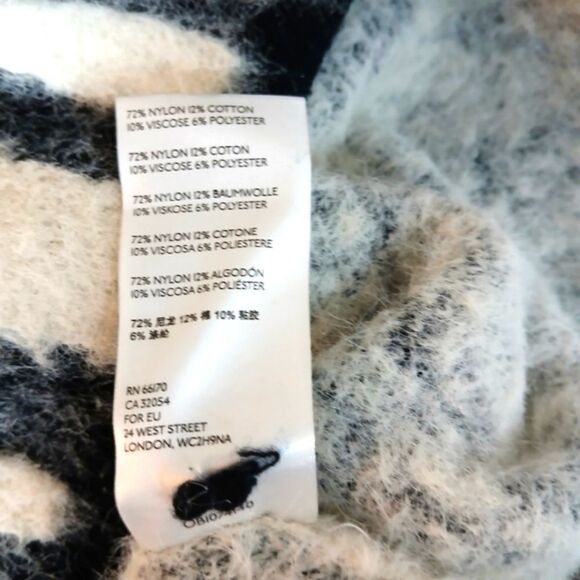 72% NYLON 12% COTTON
10% VISCOSE 6% POLYESTER
72% NYLON 12% COTON
10% VISCOSE 6% POLYESTER
72% NYLON 12% BAUMWOLLE
10% VISKOSE 6% POLYESTER
72% NYLON 12% COTONE
10% VISCOSA 6% POLIESTERE
72% NYLON 12% ALGODÓN
10% VISCOSA 6% POLIÉSTER
72% 尼龙 12% 棉 10% 粘胶
6% 涤纶
RN 66170
CA 32054
FOR EU
24 WEST STREET
LONDON, WC2H9NA